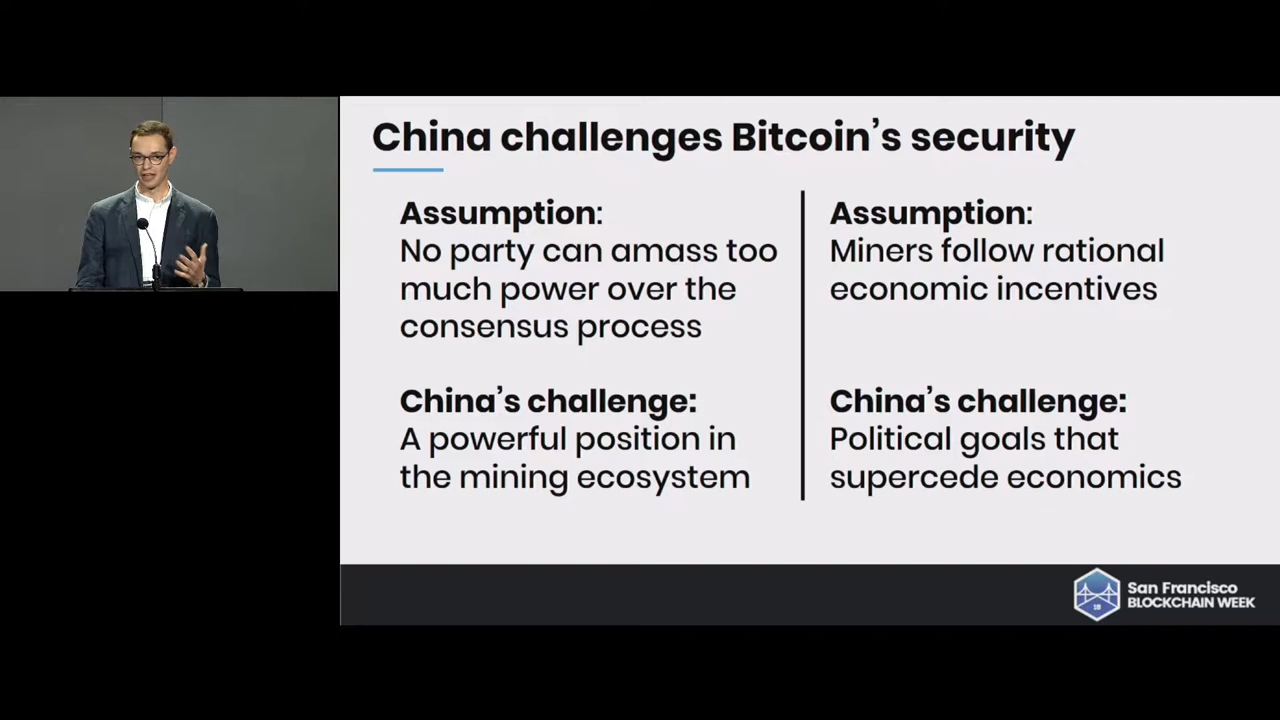 China challenges Bitcoin’s security
Assumption:
No party can amass too
much power over the
consensus process
China’s challenge:
A powerful position in
the mining ecosystem
Assumption:
Miners follow rational
economic incentives
China’s challenge:
Political goals that
supercede economics
18
San Francisco
BLOCKCHAIN WEEK